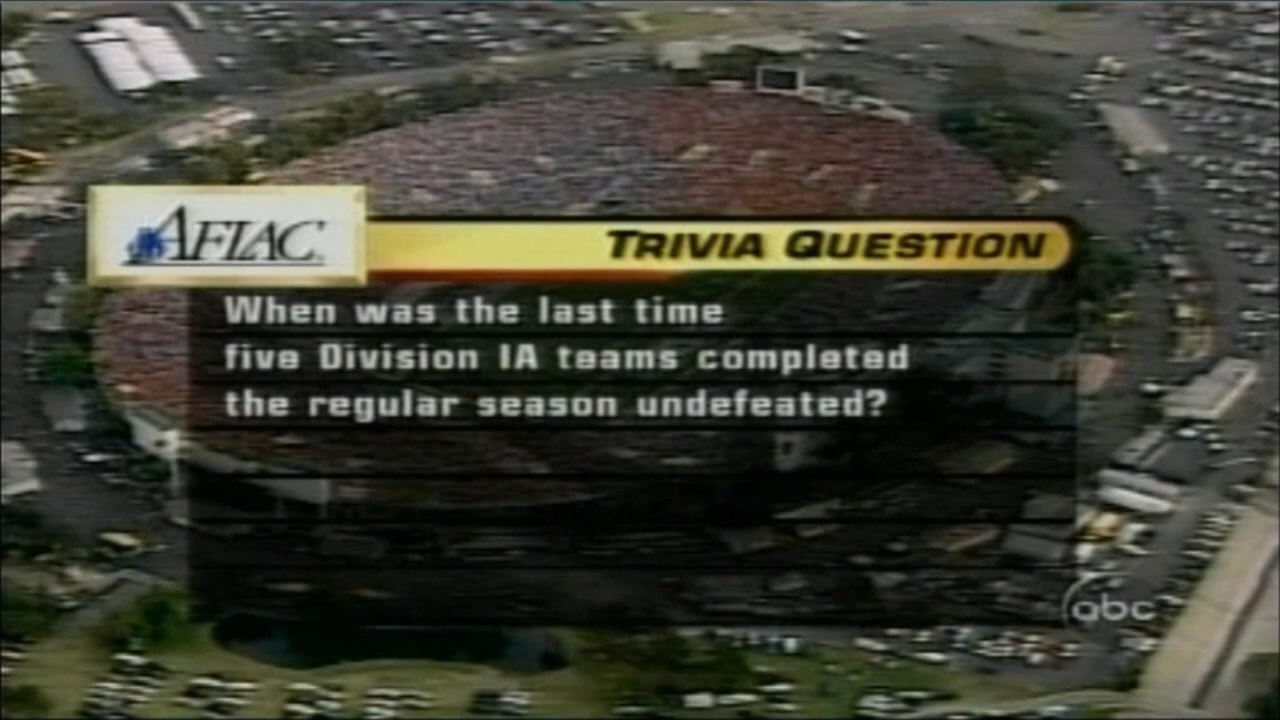 AFLAC
TRIVIA QUESTION
When was the last time
five Division IA teams completed
the regular season undefeated?
abc